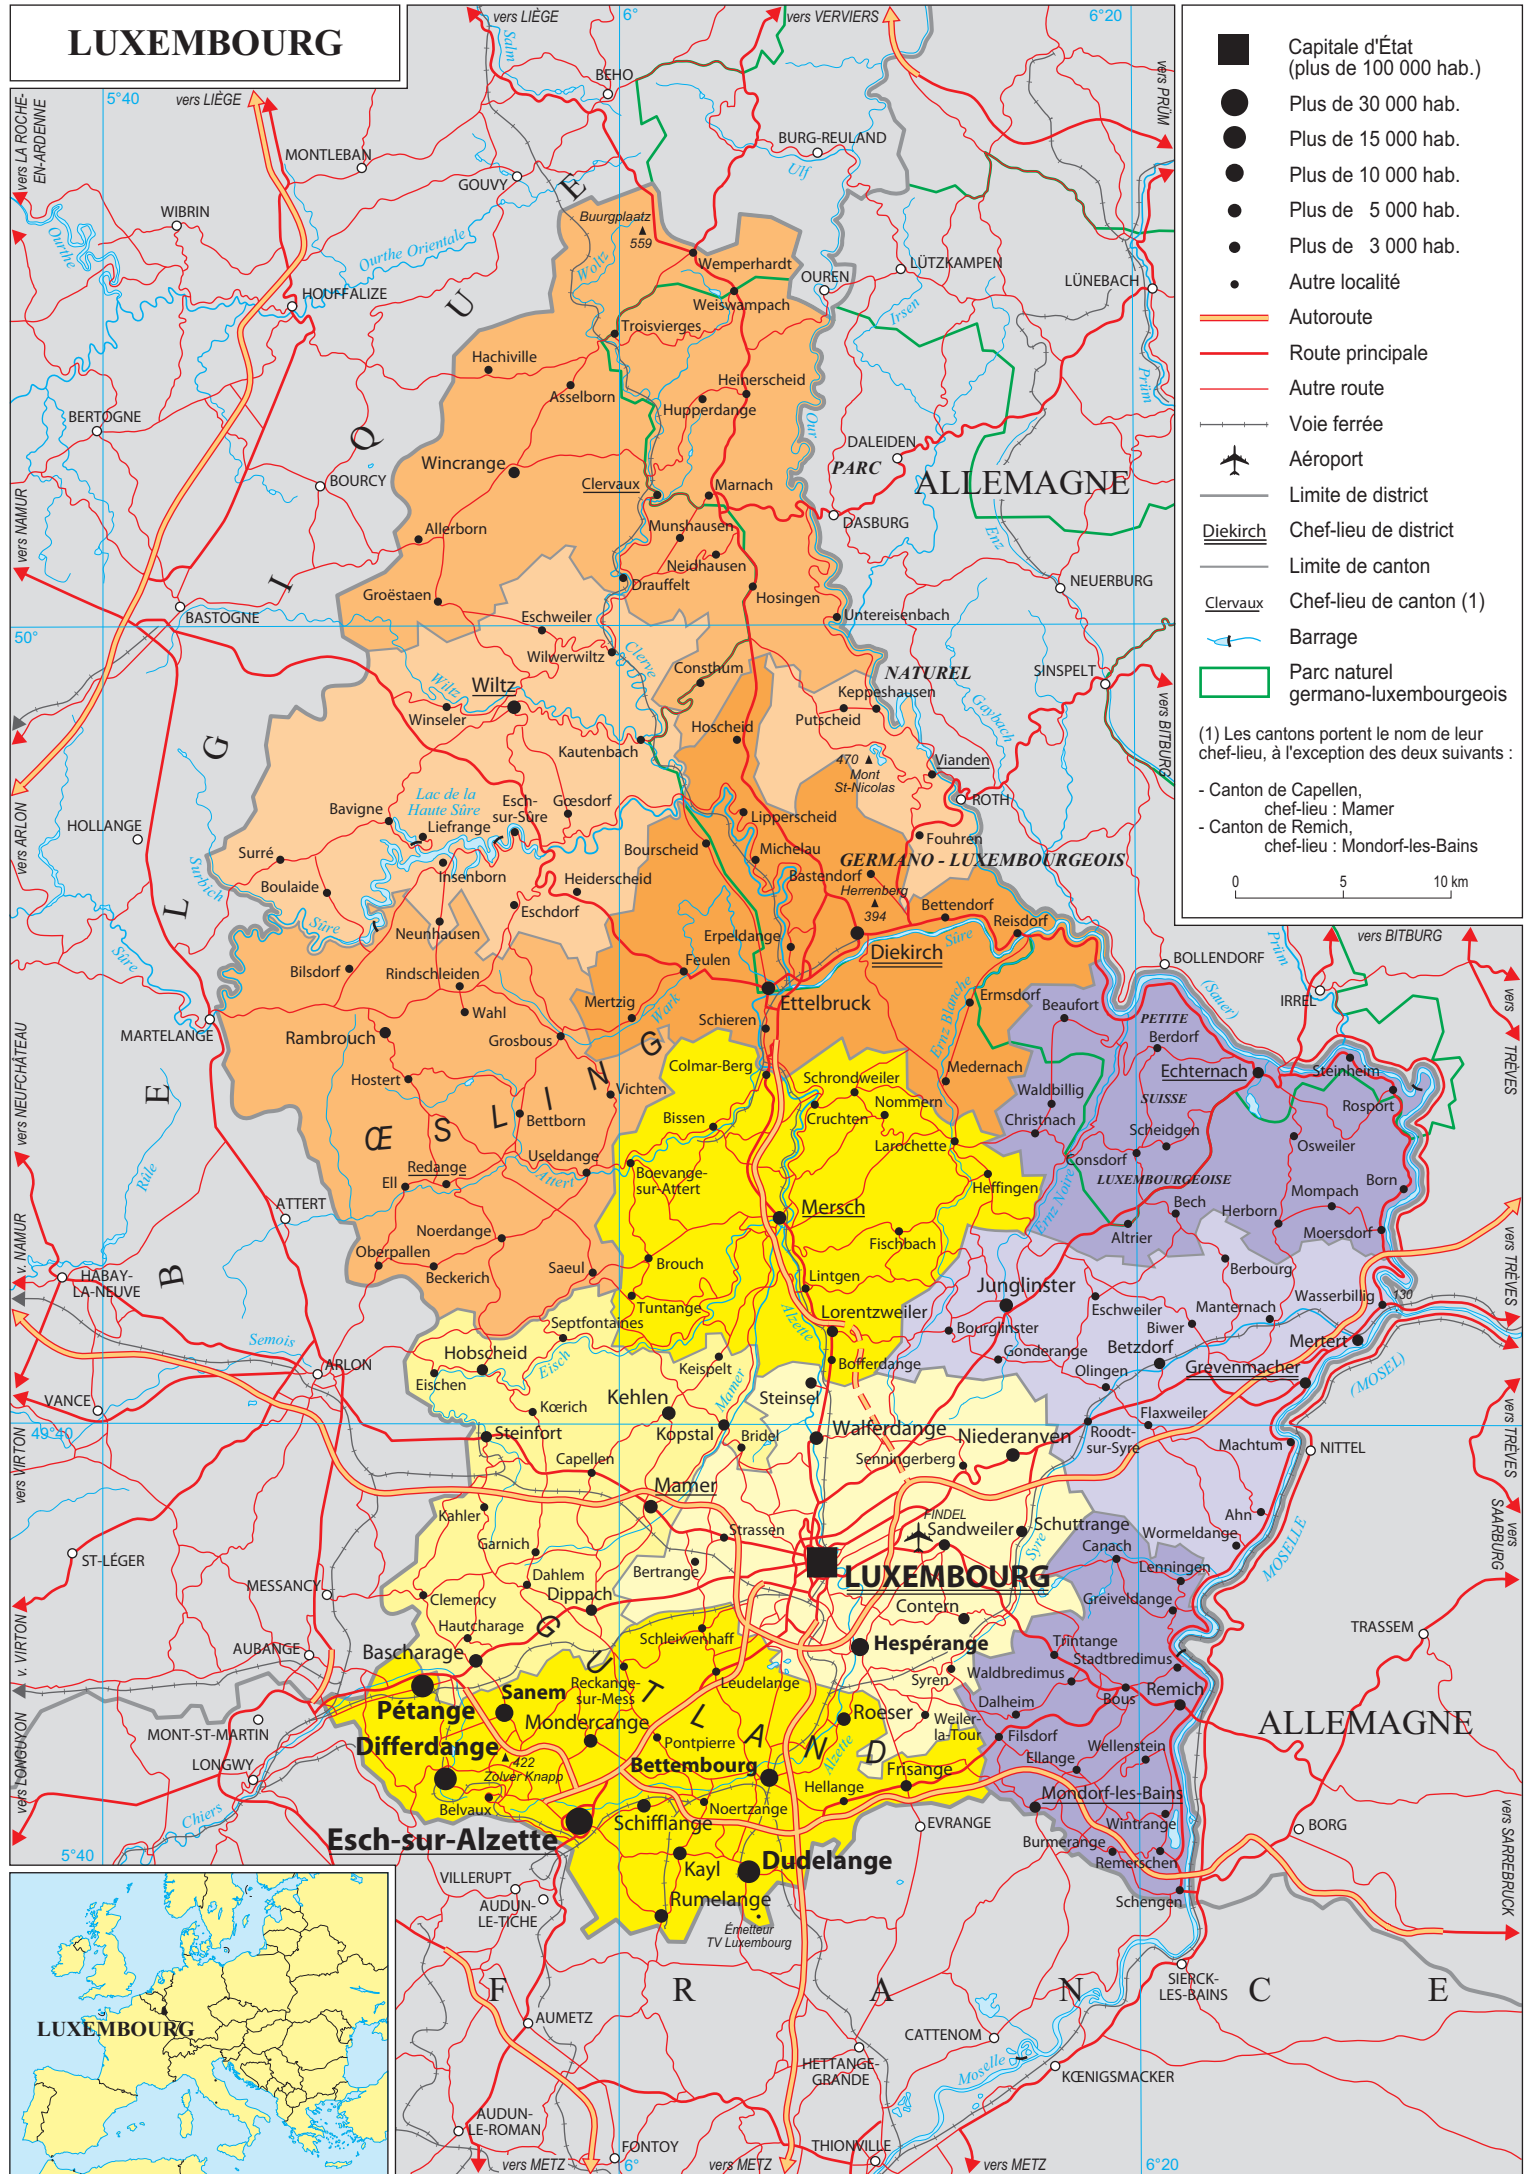 LUXEMBOURG
vers LIÈGE
6°
vers VERVIERS
6°20
5°40
vers LIÈGE
vers LA ROCHE-
EN-ARDENNE
vers PRÜM
Salm
BEHO
MONTLEBAN
GOUVY
BURG-REULAND
Ulf
WIBRIN
Ourthe
Ourthe Orientale
HOUFFALIZE
Buurgplaatz
559
Woltz
Wemperhardt
OUREN
LÜTZKAMPEN
LÜNEBACH
Weiswampach
Irsen
Troisvierges
Hachiville
Asselborn
Heinerscheid
Hupperdange
Our
Prüm
BERTOGNE
DALEIDEN
PARC
ALLEMAGNE
BOURCY
Wincrange
Clervaux
Marnach
DASBURG
Munshausen
Allerborn
Neidhausen
Enz
vers NAMUR
Drauffelt
Hosingen
NEUERBURG
Groëstaen
BASTOGNE
Eschweiler
Untereisenbach
50°
Wilwerwiltz
Clerve
Consthum
NATUREL
SINSPELT
Wiltz
Wiltz
Keppeshausen
Winseler
Putscheid
Gaybach
Hoscheid
vers BITBURG
Kautenbach
470
Mont
St-Nicolas
Vianden
ROTH
Lac de la
Haute Sûre
Esch-
sur-Sûre
Gœsdorf
Bavigne
Liefrange
Lipperscheid
HOLLANGE
vers ARLON
Fouhren
Surré
Insenborn
Bourscheid
Michelau
GERMANO - LUXEMBOURGEOIS
Surbich
Boulaide
Heiderscheid
Bastendorf
Herrenberg
394
Eschdorf
Bettendorf
Reisdorf
Sûre
Neunhausen
Erpeldange
Sûre
Diekirch
Sûre
Bilsdorf
Rindschleiden
Feulen
Mertzig
Wark
Ettelbruck
Ermsdorf
Ernz Blanche
Beaufort
BOLLENDORF
(Sauer)
IRREL
Prüm
vers BITBURG
vers
TRÈVES
MARTELANGE
Wahl
Rambrouch
Grosbous
Schieren
PETITE
Berdorf
vers NEUFCHÂTEAU
Hostert
Colmar-Berg
Schrondweiler
Medernach
Waldbillig
Echternach
Steinheim
Vichten
Nommern
Cruchten
SUISSE
Rosport
Bettborn
Bissen
Christnach
Scheidgen
Osweiler
Larochette
ŒSLING
Useldange
Attert
Boevange-
sur-Attert
Consdorf
Redange
Ell
Heffingen
LUXEMBOURGEOISE
Rûle
Born
Mompach
Bech
Herborn
Ernz Noire
ATTERT
Mersch
Altrier
Moersdorf
Noerdange
Fischbach
v. NAMUR
Oberpallen
Beckerich
Saeul
Brouch
Berbourg
HABAY-
LA-NEUVE
Lintgen
Junglinster
Wasserbillig
130
vers TRÈVES
Tuntange
Eschweiler
Manternach
Alzette
Lorentzweiler
Bourglinster
Biwer
Mertert
Semois
Septfontaines
Eisch
Hobscheid
Betzdorf
Gonderange
Bofferdange
Keispelt
Eischen
Olingen
Grevenmacher
(MOSEL)
ARLON
Mamer
Steinsel
Kehlen
Kœrich
VANCE
49°40
Flaxweiler
Kopstal
Walferdange
Steinfort
Niederanven
Roodt-
sur-Syre
Bridel
Machtum
NITTEL
Senningerberg
Capellen
vers VIRTON
vers TRÈVES
Mamer
Kahler
FINDEL
Ahn
vers
SAARBURG
Garnich
Strassen
Sandweiler
Schuttrange
Wormeldange
ST-LÉGER
Bertrange
Canach
Syre
Lenningen
MOSELLE
MESSANCY
Dahlem
LUXEMBOURG
Dippach
Clemency
Greiveldange
Contern
Hautcharage
Schleiwenhaff
TRASSEM
v. VIRTON
AUBANGE
Bascharage
Hespérange
Trintange
Stadtbredimus
Reckange-
sur-Mess
Leudelange
Syren
Waldbredimus
GUTLAND
Pétange
Sanem
Bous
Remich
Dalheim
Mondercange
Roeser
Weiler-
la-Tour
MONT-ST-MARTIN
Differdange
Pontpierre
Filsdorf
ALLEMAGNE
422
Zolver Knapp
Wellenstein
Ellange
Bettembourg
Alzette
Frisange
LONGWY
vers LONGUYON
Hellange
Mondorf-les-Bains
Belvaux
Noertzange
Chiers
Schifflange
EVRANGE
Wintrange
BORG
Esch-sur-Alzette
Burmerange
vers SARREBRUCK
5°40
Kayl
Dudelange
Remerschen
VILLERUPT
Rumelange
Schengen
AUDUN-
LE-TICHE
Émetteur
TV Luxembourg
SIERCK-
LES-BAINS
FRANCE
BELGIQUE
AUMETZ
CATTENOM
Moselle
HETTANGE-
GRANDE
KŒNIGSMACKER
AUDUN-
LE-ROMAN
FONTOY
THIONVILLE
vers METZ
6°
vers METZ
vers METZ
6°20
LUXEMBOURG
Capitale d'État
(plus de 100 000 hab.)
Plus de 30 000 hab.
Plus de 15 000 hab.
Plus de 10 000 hab.
Plus de 5 000 hab.
Plus de 3 000 hab.
Autre localité
Autoroute
Route principale
Autre route
Voie ferrée
Aéroport
Limite de district
Diekirch Chef-lieu de district
Limite de canton
Clervaux Chef-lieu de canton (1)
Barrage
Parc naturel
germano-luxembourgeois
(1) Les cantons portent le nom de leur
chef-lieu, à l'exception des deux suivants :
- Canton de Capellen,
chef-lieu : Mamer
- Canton de Remich,
chef-lieu : Mondorf-les-Bains
0 5 10 km